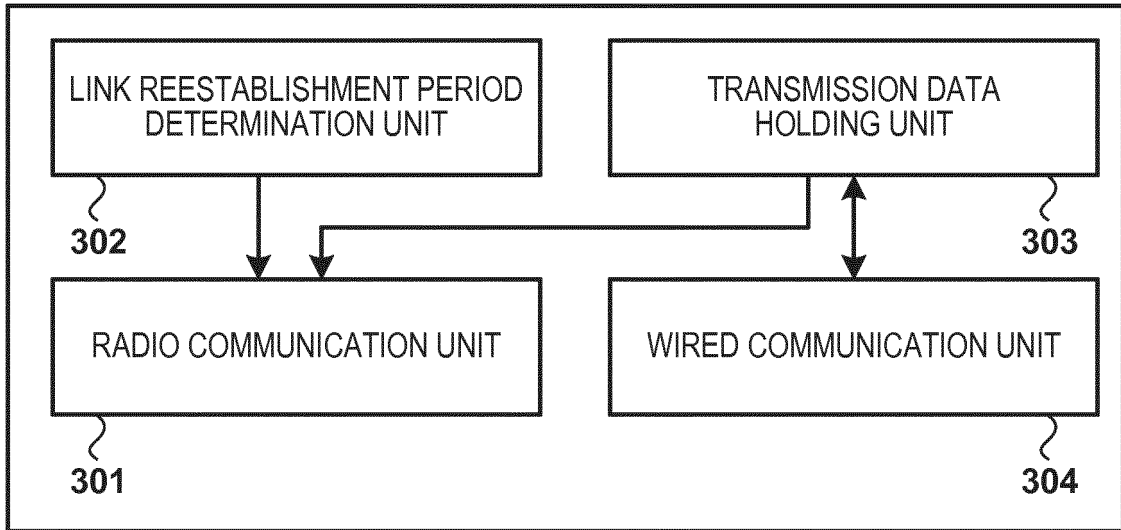 LINK REESTABLISHMENT PERIOD
DETERMINATION UNIT
302
TRANSMISSION DATA
HOLDING UNIT
303
RADIO COMMUNICATION UNIT
301
WIRED COMMUNICATION UNIT
304